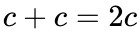 c + c = 2c